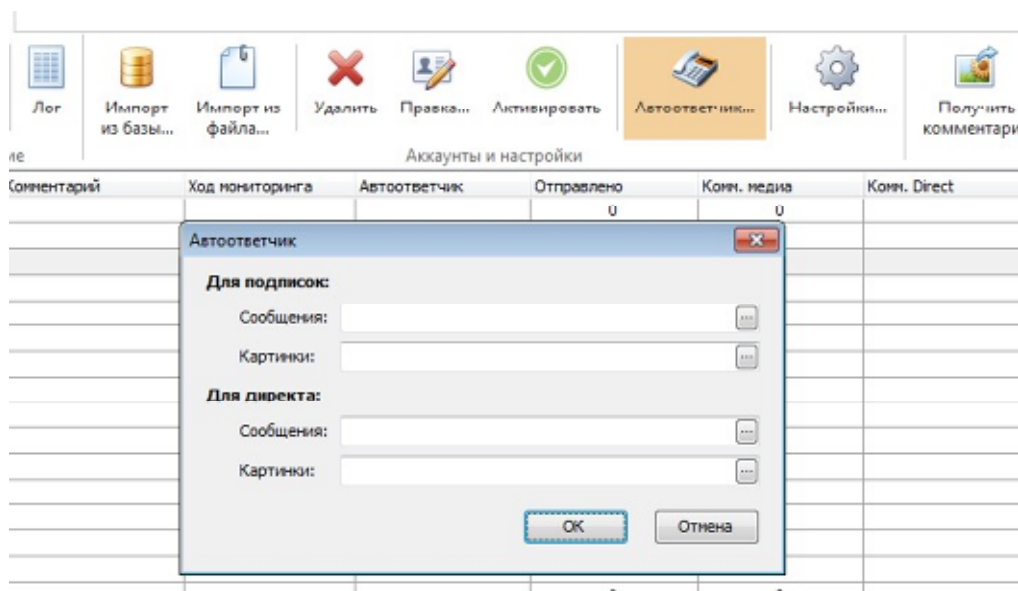 Лог
Импорт из базы...
Импорт из файла...
Удалить
Правка...
Активировать
Автоответчик...
Настройки...
Получить комментари
ие
Аккаунты и настройки
Комментарий Ход мониторинга Автоответчик Отправлено Комм. медиа Комм. Direct
0 0
Автоответчик
Для подписок:
Сообщения: ...
Картинки: ...
Для директа:
Сообщения: ...
Картинки: ...
OK Отмена